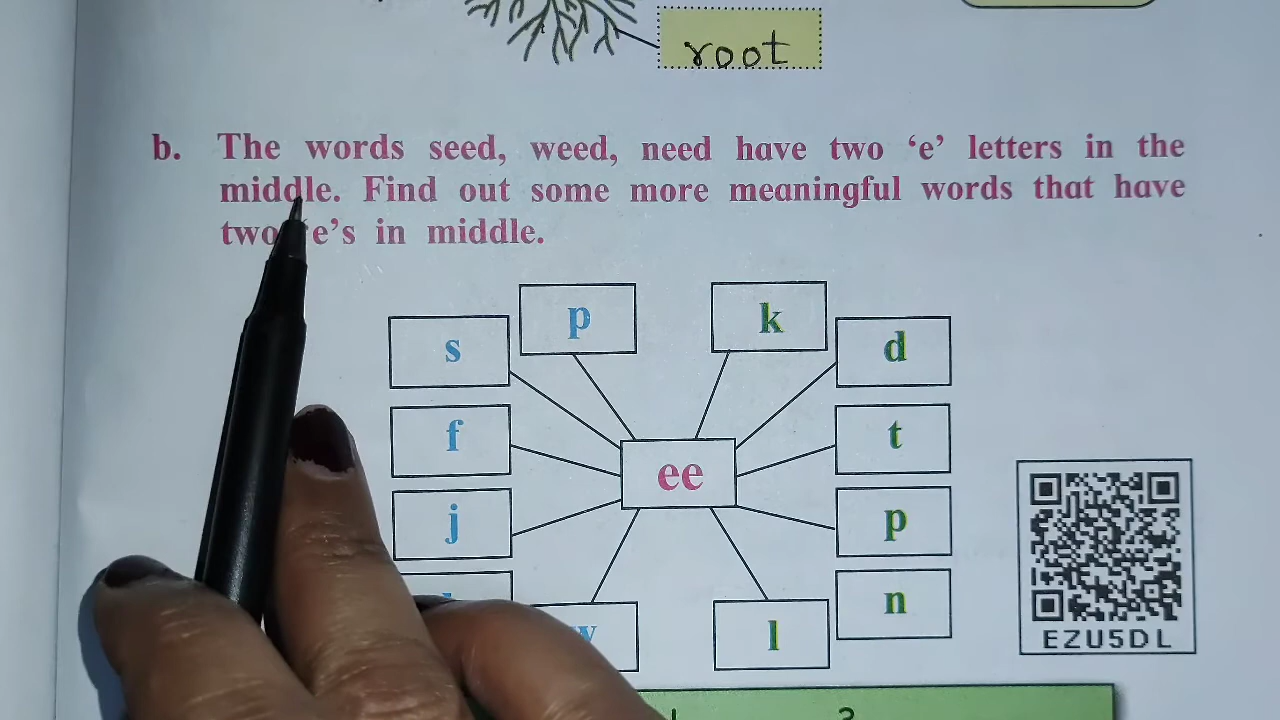 root
b. The words seed, weed, need have two ‘e’ letters in the
middle. Find out some more meaningful words that have
two ‘e’s in middle.
p
k
s
d
f
ee
t
j
p
n
l
EZU5DL